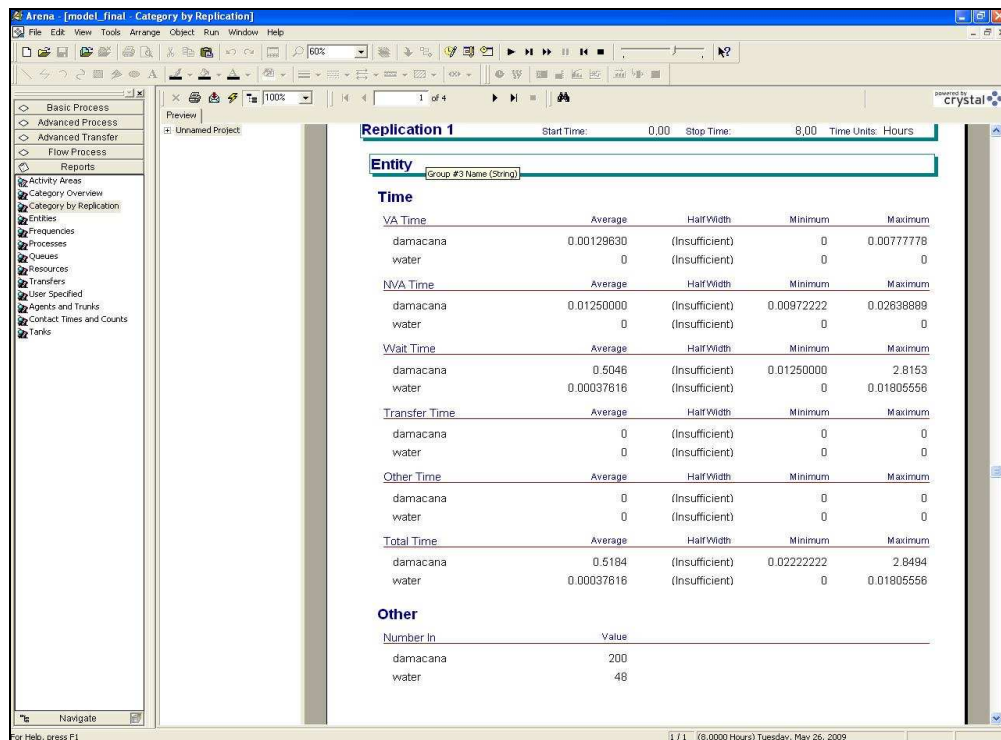 Arena - [model_final - Category by Replication]
File Edit View Tools Arrange Object Run Window Help
60%
100%
1 of 4
powered by
crystal
Basic Process
Advanced Process
Advanced Transfer
Flow Process
Reports
Activity Areas
Category Overview
Category by Replication
Entities
Frequencies
Processes
Queues
Resources
Transfers
User Specified
Agents and Trunks
Contact Times and Counts
Tanks
Navigate
Preview
Unnamed Project
Replication 1 Start Time: 0,00 Stop Time: 8,00 Time Units: Hours
Entity
Group #3 Name (String)
Time
VA Time Average Half Width Minimum Maximum
damacana 0.00129630 (Insufficient) 0 0.00777778
water 0 (Insufficient) 0 0
NVA Time Average Half Width Minimum Maximum
damacana 0.01250000 (Insufficient) 0.00972222 0.02638889
water 0 (Insufficient) 0 0
Wait Time Average Half Width Minimum Maximum
damacana 0.5046 (Insufficient) 0.01250000 2.8153
water 0.00037616 (Insufficient) 0 0.01805556
Transfer Time Average Half Width Minimum Maximum
damacana 0 (Insufficient) 0 0
water 0 (Insufficient) 0 0
Other Time Average Half Width Minimum Maximum
damacana 0 (Insufficient) 0 0
water 0 (Insufficient) 0 0
Total Time Average Half Width Minimum Maximum
damacana 0.5184 (Insufficient) 0.02222222 2.8494
water 0.00037616 (Insufficient) 0 0.01805556
Other
Number In Value
damacana 200
water 48
For Help, press F1
1 / 1 (8,0000 Hours) Tuesday, May 26, 2009